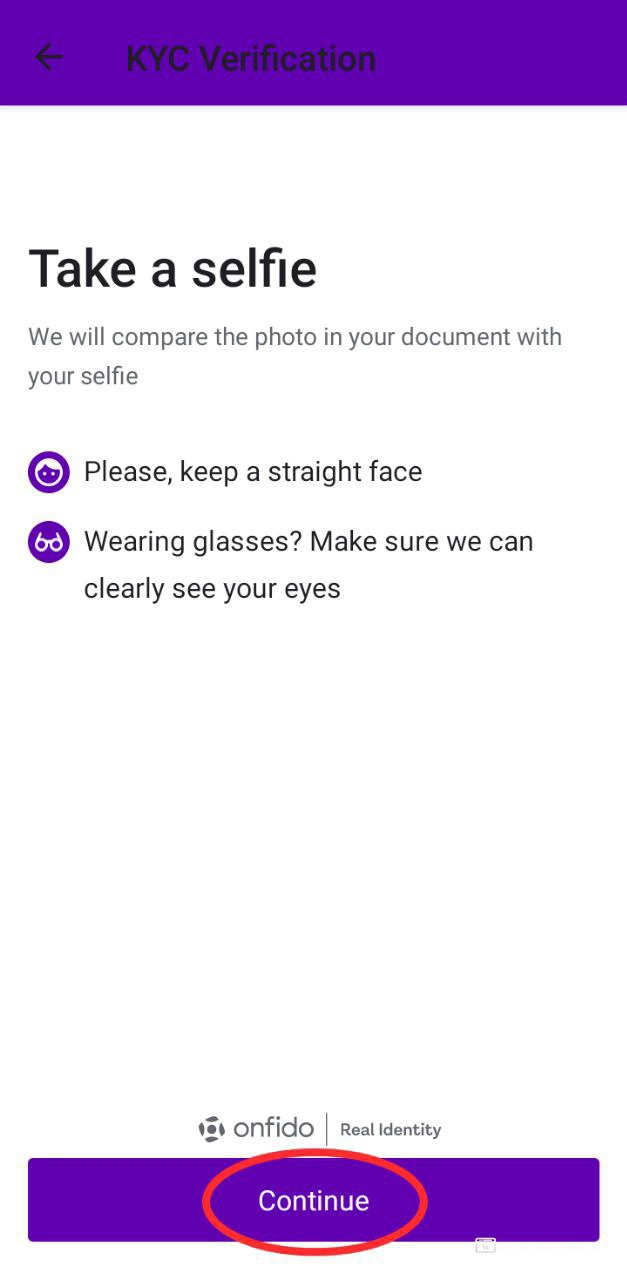 KYC Verification
Take a selfie
We will compare the photo in your document with
your selfie
Please, keep a straight face
Wearing glasses? Make sure we can
clearly see your eyes
onfido | Real Identity
Continue